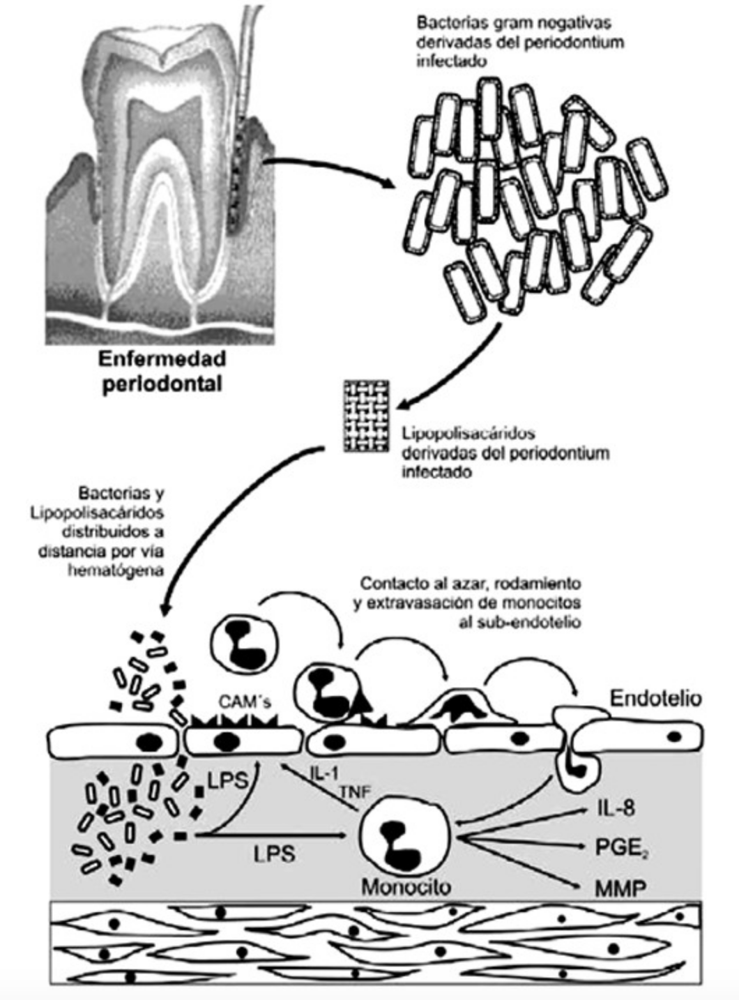 Bacterias gram negativas
derivadas del periodontium
infectado
Enfermedad
periodontal
Lipopolisacáridos
derivadas del periodontium
infectado
Bacterias y
Lipopolisacáridos
distribuidos a
distancia por vía
hematógena
Contacto al azar, rodamiento
y extravasación de monocitos
al sub-endotelio
CAM´s
Endotelio
LPS
IL-1
TNF
LPS
Monocito
IL-8
PGE₂
MMP